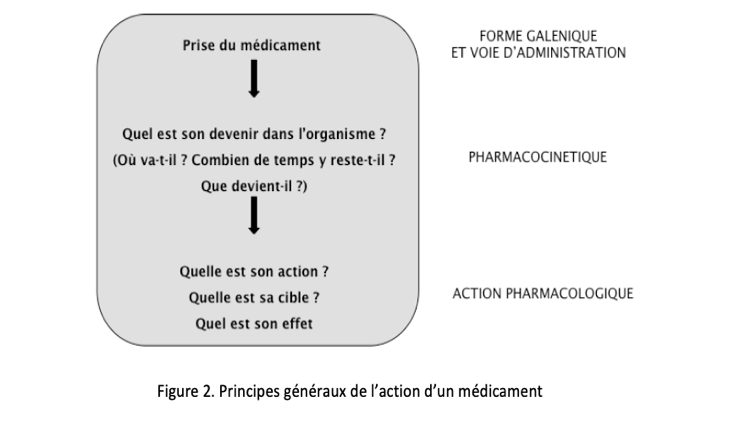 Prise du médicament
FORME GALENIQUE
ET VOIE D'ADMINISTRATION
Quel est son devenir dans l'organisme ?
(Où va-t-il ? Combien de temps y reste-t-il ?
Que devient-il ?)
PHARMACOCINETIQUE
Quelle est son action ?
Quelle est sa cible ?
Quel est son effet
ACTION PHARMACOLOGIQUE
Figure 2. Principes généraux de l'action d'un médicament